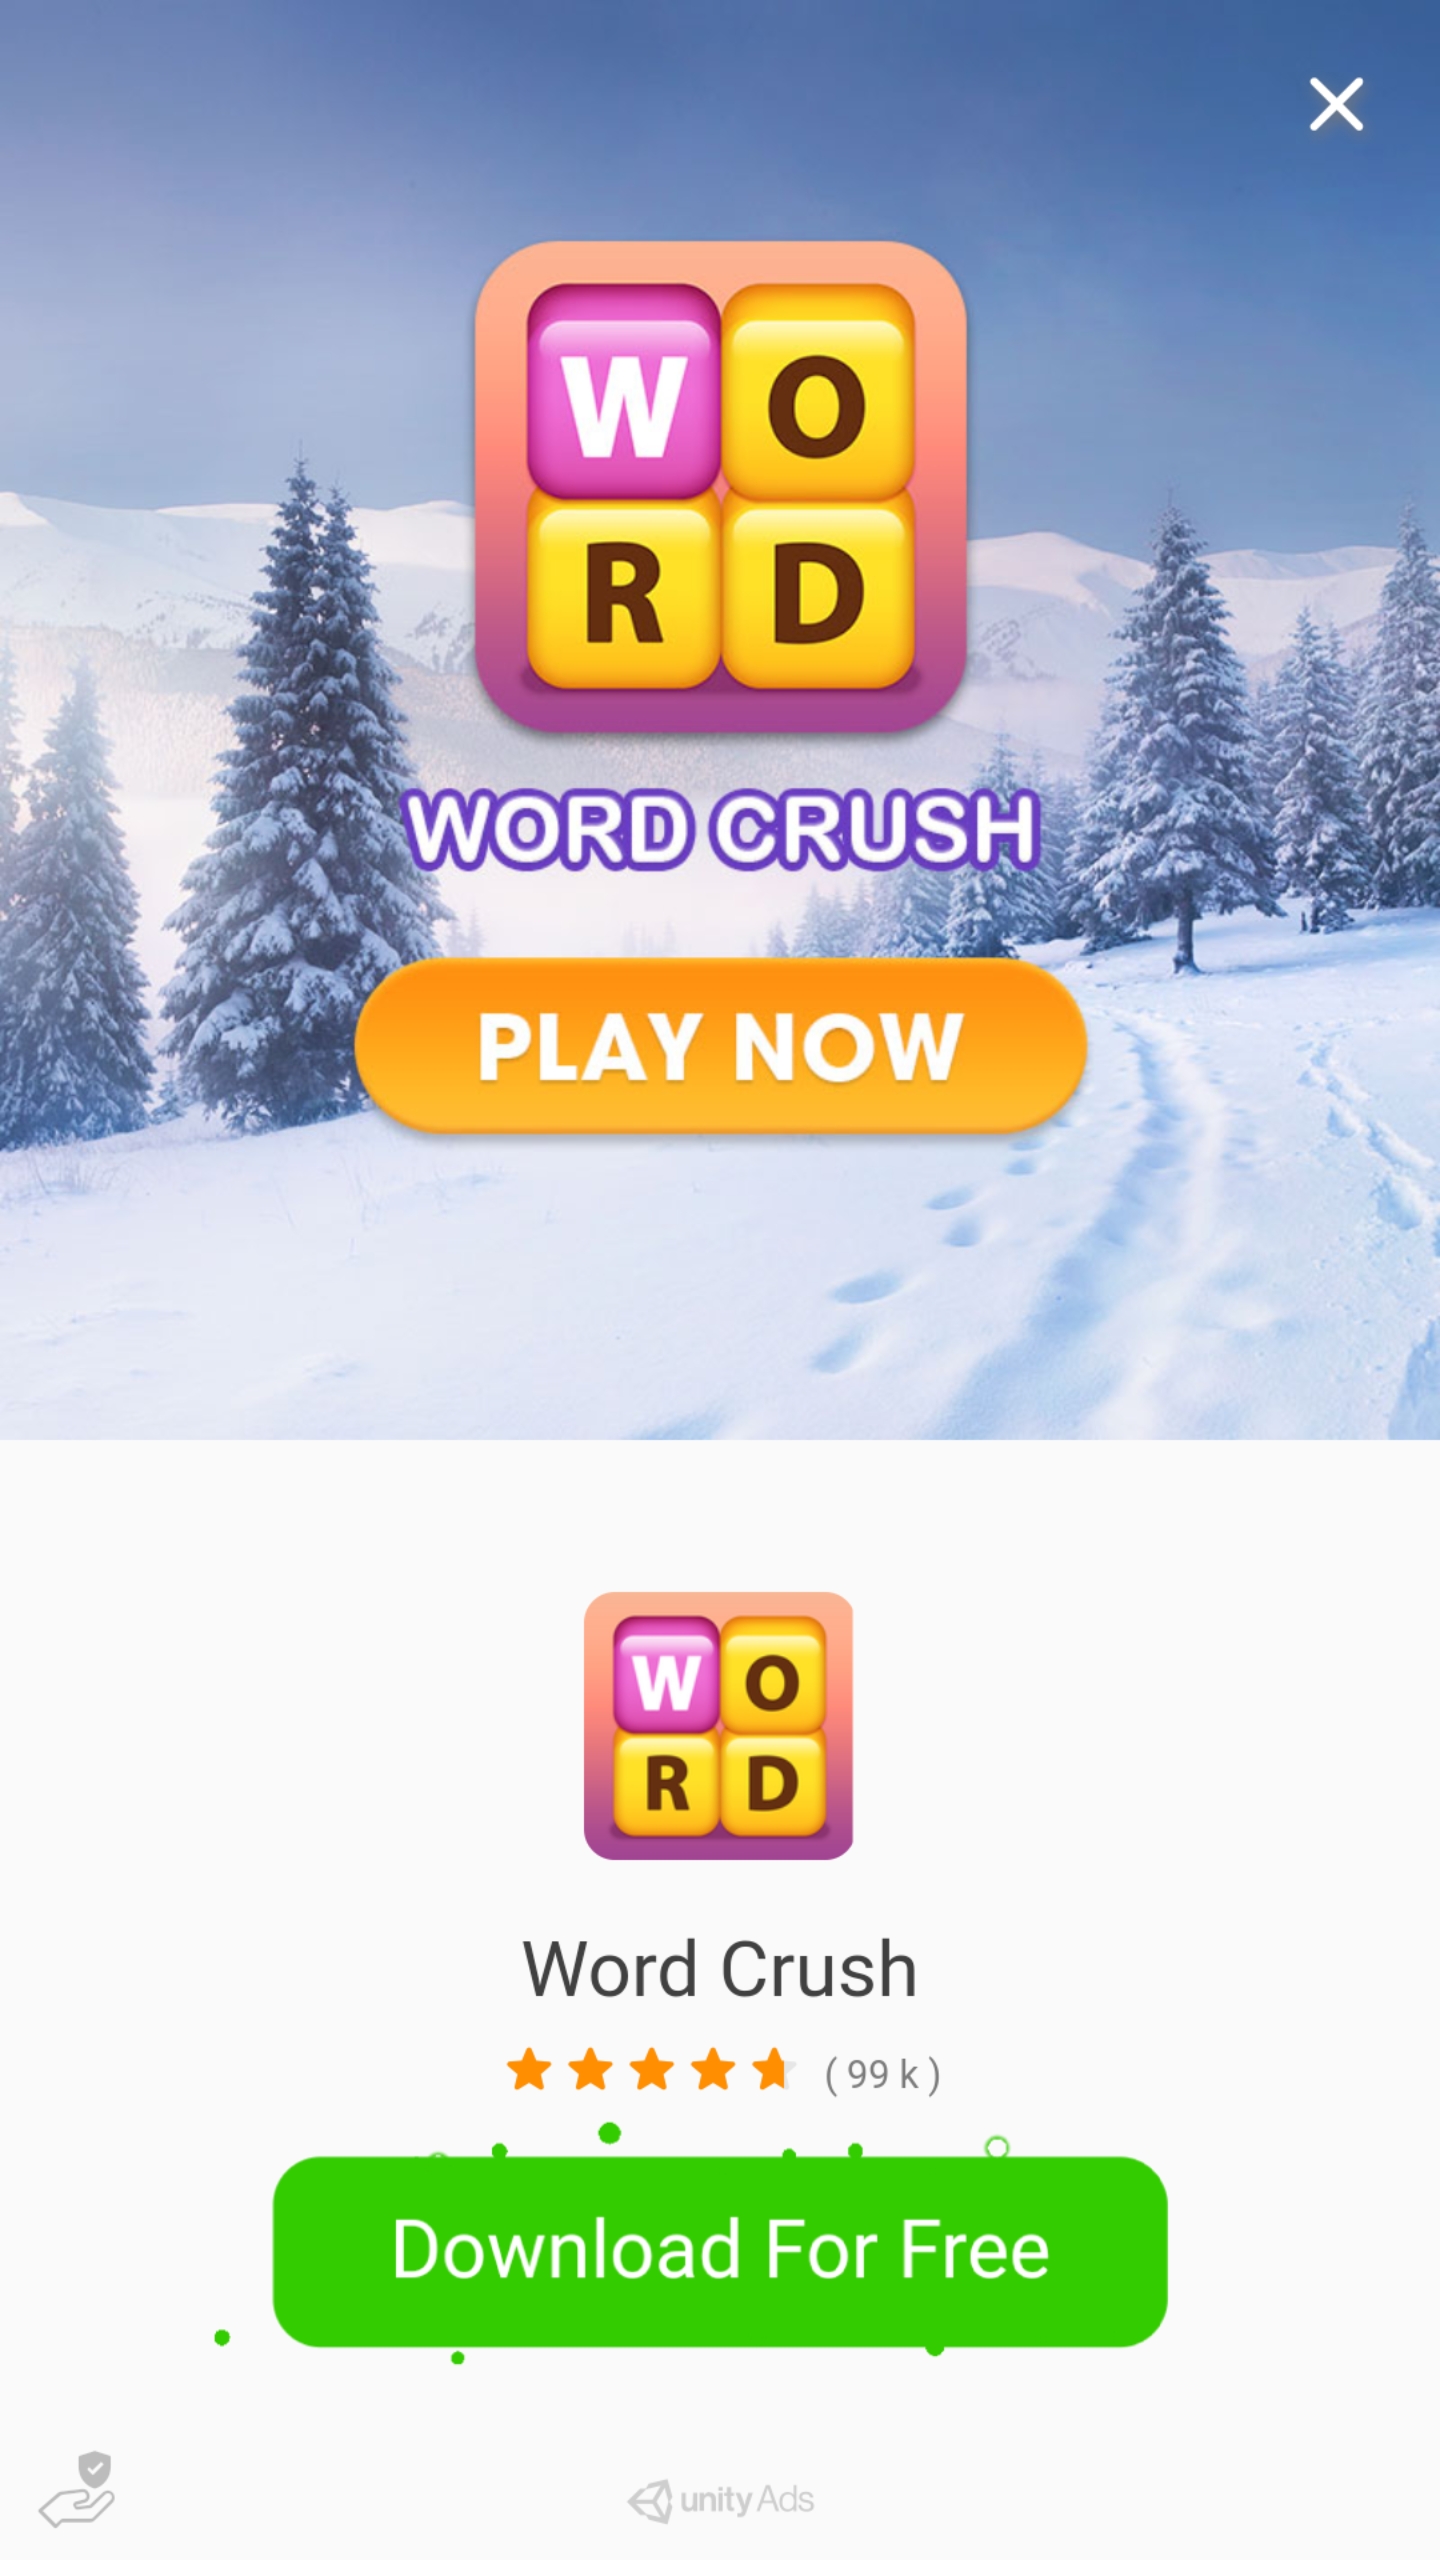 W O
R D
WORD CRUSH
PLAY NOW
W O
R D
Word Crush
( 99 k )
Download For Free
unity Ads